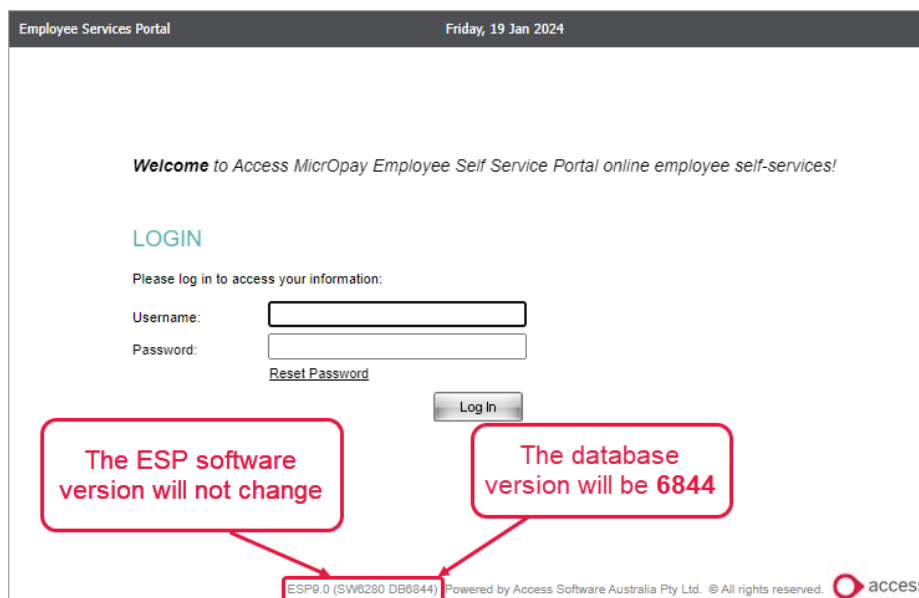 Employee Services Portal Friday, 19 Jan 2024
Welcome to Access MicrOpay Employee Self Service Portal online employee self-services!
LOGIN
Please log in to access your information:
Username:
Password:
Reset Password
Log In
The ESP software
version will not change
The database
version will be 6844
ESP9.0 (SW6280 DB6844) Powered by Access Software Australia Pty Ltd. © All rights reserved. access